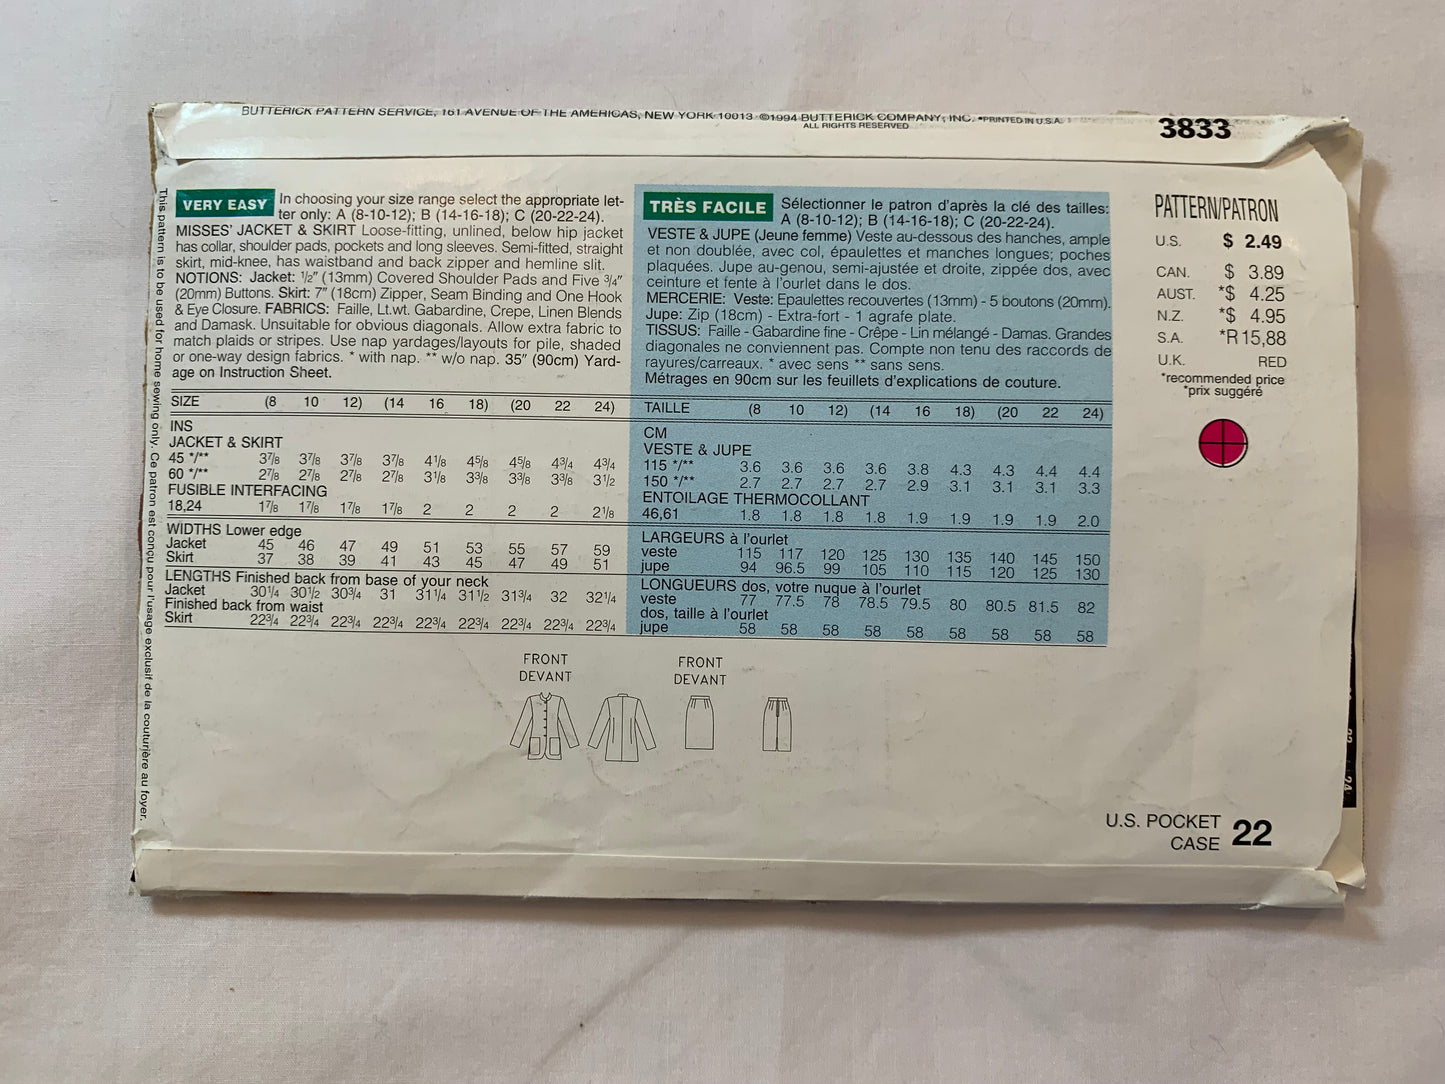 BUTTERICK PATTERN SERVICE, 161 AVENUE OF THE AMERICAS, NEW YORK 10013 ©1994 BUTTERICK COMPANY, INC. *PRINTED IN U.S.A.
ALL RIGHTS RESERVED
3833
This pattern is to be used for home sewing only. Ce patron est conçu pour l'usage exclusif de la couturière au foyer.
VERY EASY In choosing your size range select the appropriate let-
ter only: A (8-10-12); B (14-16-18); C (20-22-24).
MISSES' JACKET & SKIRT Loose-fitting, unlined, below hip jacket
has collar, shoulder pads, pockets and long sleeves. Semi-fitted, straight
skirt, mid-knee, has waistband and back zipper and hemline slit.
NOTIONS: Jacket: 1/2" (13mm) Covered Shoulder Pads and Five 3/4"
(20mm) Buttons. Skirt: 7" (18cm) Zipper, Seam Binding and One Hook
& Eye Closure. FABRICS: Faille, Lt.wt. Gabardine, Crepe, Linen Blends
and Damask. Unsuitable for obvious diagonals. Allow extra fabric to
match plaids or stripes. Use nap yardages/layouts for pile, shaded
or one-way design fabrics. * with nap. ** w/o nap. 35" (90cm) Yard-
age on Instruction Sheet.
SIZE (8 10 12) (14 16 18) (20 22 24)
INS
JACKET & SKIRT
45 */** 3 7/8 3 7/8 3 7/8 3 7/8 4 1/8 4 5/8 4 5/8 4 3/4 4 3/4
60 */** 2 7/8 2 7/8 2 7/8 2 7/8 3 1/8 3 3/8 3 3/8 3 3/8 3 1/2
FUSIBLE INTERFACING
18,24 1 7/8 1 7/8 1 7/8 1 7/8 2 2 2 2 2 1/8
WIDTHS Lower edge
Jacket 45 46 47 49 51 53 55 57 59
Skirt 37 38 39 41 43 45 47 49 51
LENGTHS Finished back from base of your neck
Jacket 30 1/4 30 1/2 30 3/4 31 31 1/4 31 1/2 31 3/4 32 32 1/4
Finished back from waist
Skirt 22 3/4 22 3/4 22 3/4 22 3/4 22 3/4 22 3/4 22 3/4 22 3/4 22 3/4
TRÈS FACILE Sélectionner le patron d'après la clé des tailles:
A (8-10-12); B (14-16-18); C (20-22-24).
VESTE & JUPE (Jeune femme) Veste au-dessous des hanches, ample
et non doublée, avec col, épaulettes et manches longues; poches
plaquées. Jupe au-genou, semi-ajustée et droite, zippée dos, avec
ceinture et fente à l'ourlet dans le dos.
MERCERIE: Veste: Epaulettes recouvertes (13mm) - 5 boutons (20mm).
Jupe: Zip (18cm) - Extra-fort - 1 agrafe plate.
TISSUS: Faille - Gabardine fine - Crêpe - Lin mélangé - Damas. Grandes
diagonales ne conviennent pas. Compte non tenu des raccords de
rayures/carreaux. * avec sens ** sans sens.
Métrages en 90cm sur les feuillets d'explications de couture.
TAILLE (8 10 12) (14 16 18) (20 22 24)
CM
VESTE & JUPE
115 */** 3.6 3.6 3.6 3.6 3.8 4.3 4.3 4.4 4.4
150 */** 2.7 2.7 2.7 2.7 2.9 3.1 3.1 3.1 3.3
ENTOILAGE THERMOCOLLANT
46,61 1.8 1.8 1.8 1.8 1.9 1.9 1.9 1.9 2.0
LARGEURS à l'ourlet
veste 115 117 120 125 130 135 140 145 150
jupe 94 96.5 99 105 110 115 120 125 130
LONGUEURS dos, votre nuque à l'ourlet
veste 77 77.5 78 78.5 79.5 80 80.5 81.5 82
dos, taille à l'ourlet
jupe 58 58 58 58 58 58 58 58 58
PATTERN/PATRON
U.S. $ 2.49
CAN. $ 3.89
AUST. *$ 4.25
N.Z. *$ 4.95
S.A. *R15,88
U.K. RED
*recommended price
*prix suggéré
FRONT
DEVANT
FRONT
DEVANT
U.S. POCKET
CASE 22
22
24